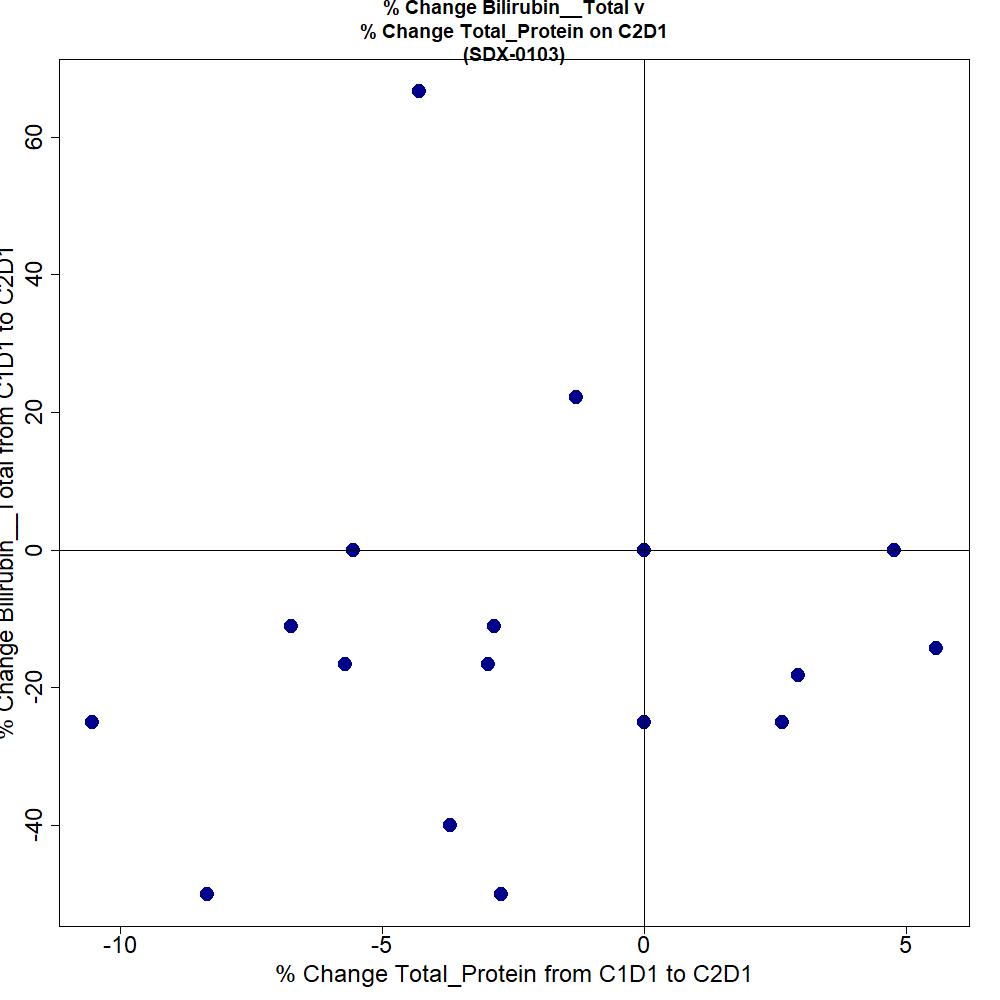 % Change Bilirubin__Total v
% Change Total_Protein on C2D1
(SDX-0103)
% Change Bilirubin__Total from C1D1 to C2D1
60
40
20
0
-20
-40
-10
-5
0
5
% Change Total_Protein from C1D1 to C2D1